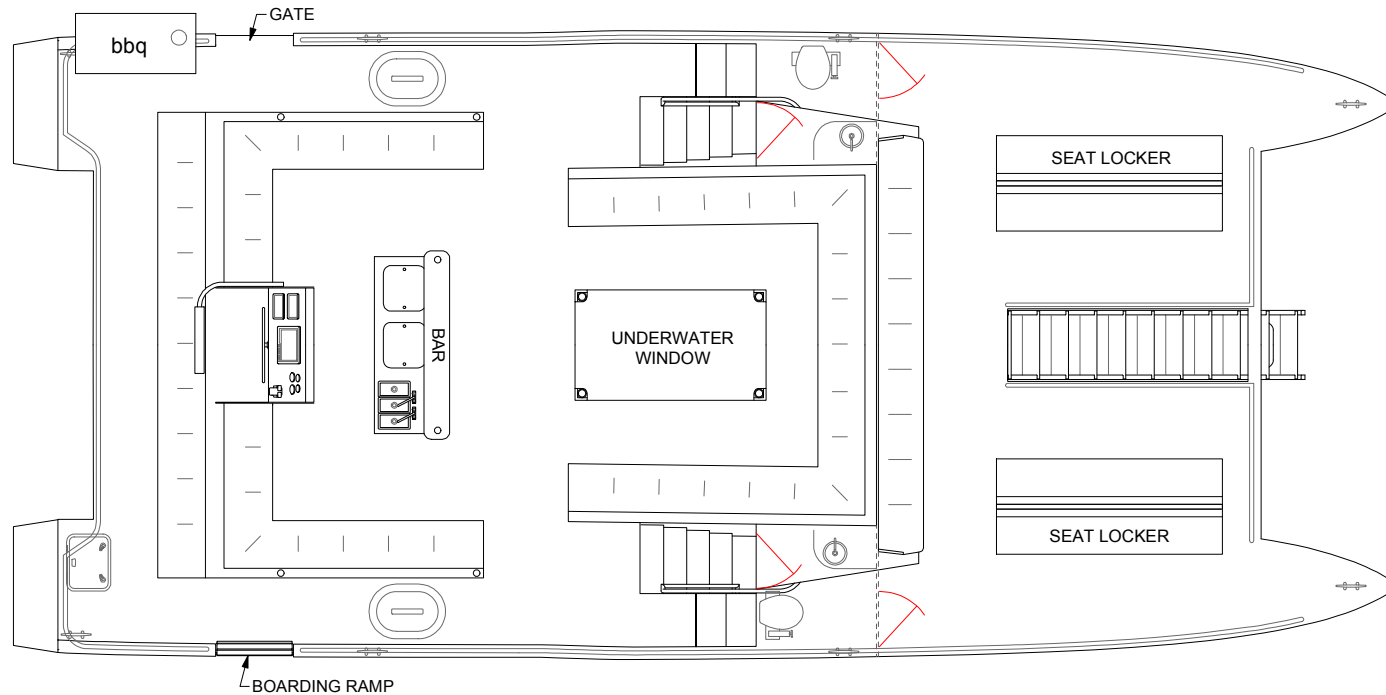 GATE
bbq
SEAT LOCKER
BAR
UNDERWATER
WINDOW
SEAT LOCKER
BOARDING RAMP